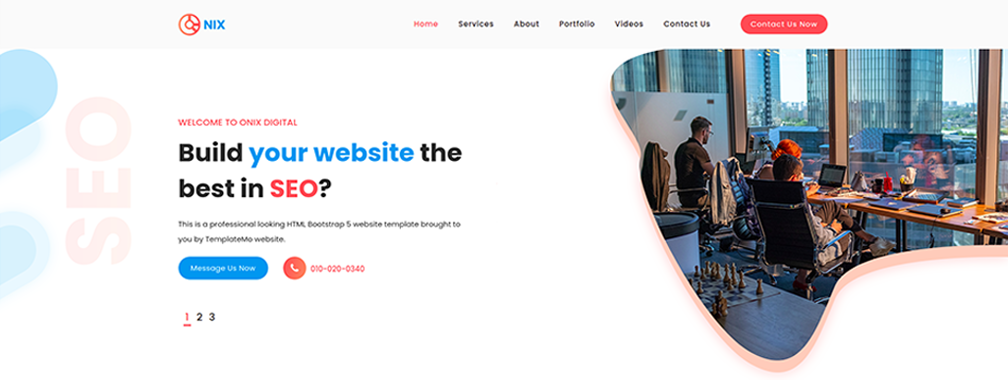 NIX
Home Services About Portfolio Videos Contact Us Contact Us Now
SEO
WELCOME TO ONIX DIGITAL
Build your website the
best in SEO?
This is a professional looking HTML Bootstrap 5 website template brought to
you by TemplateMo website.
Message Us Now 010-020-0340
1 2 3